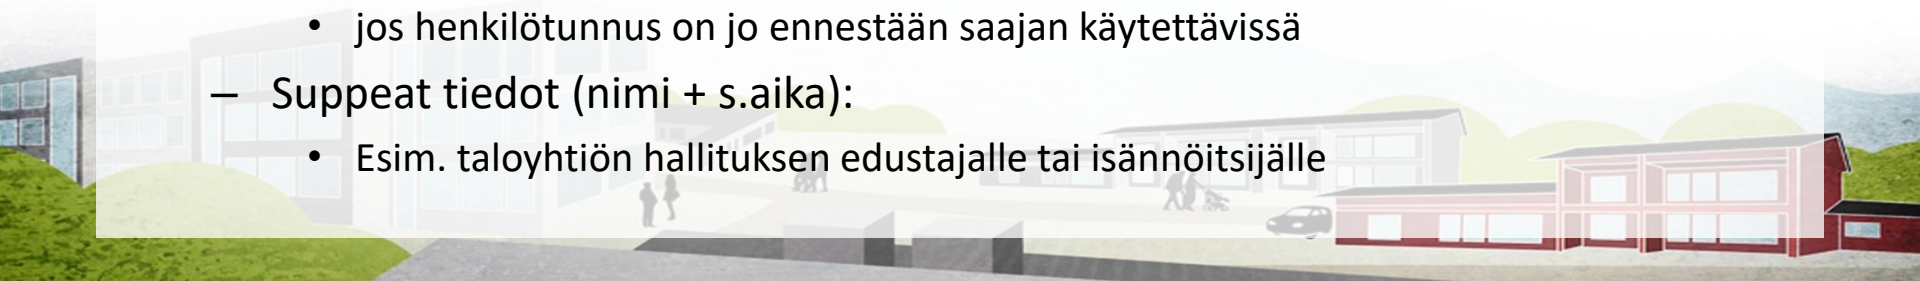 • jos henkilötunnus on jo ennestään saajan käytettävissä
– Suppeat tiedot (nimi + s.aika):
• Esim. taloyhtiön hallituksen edustajalle tai isännöitsijälle